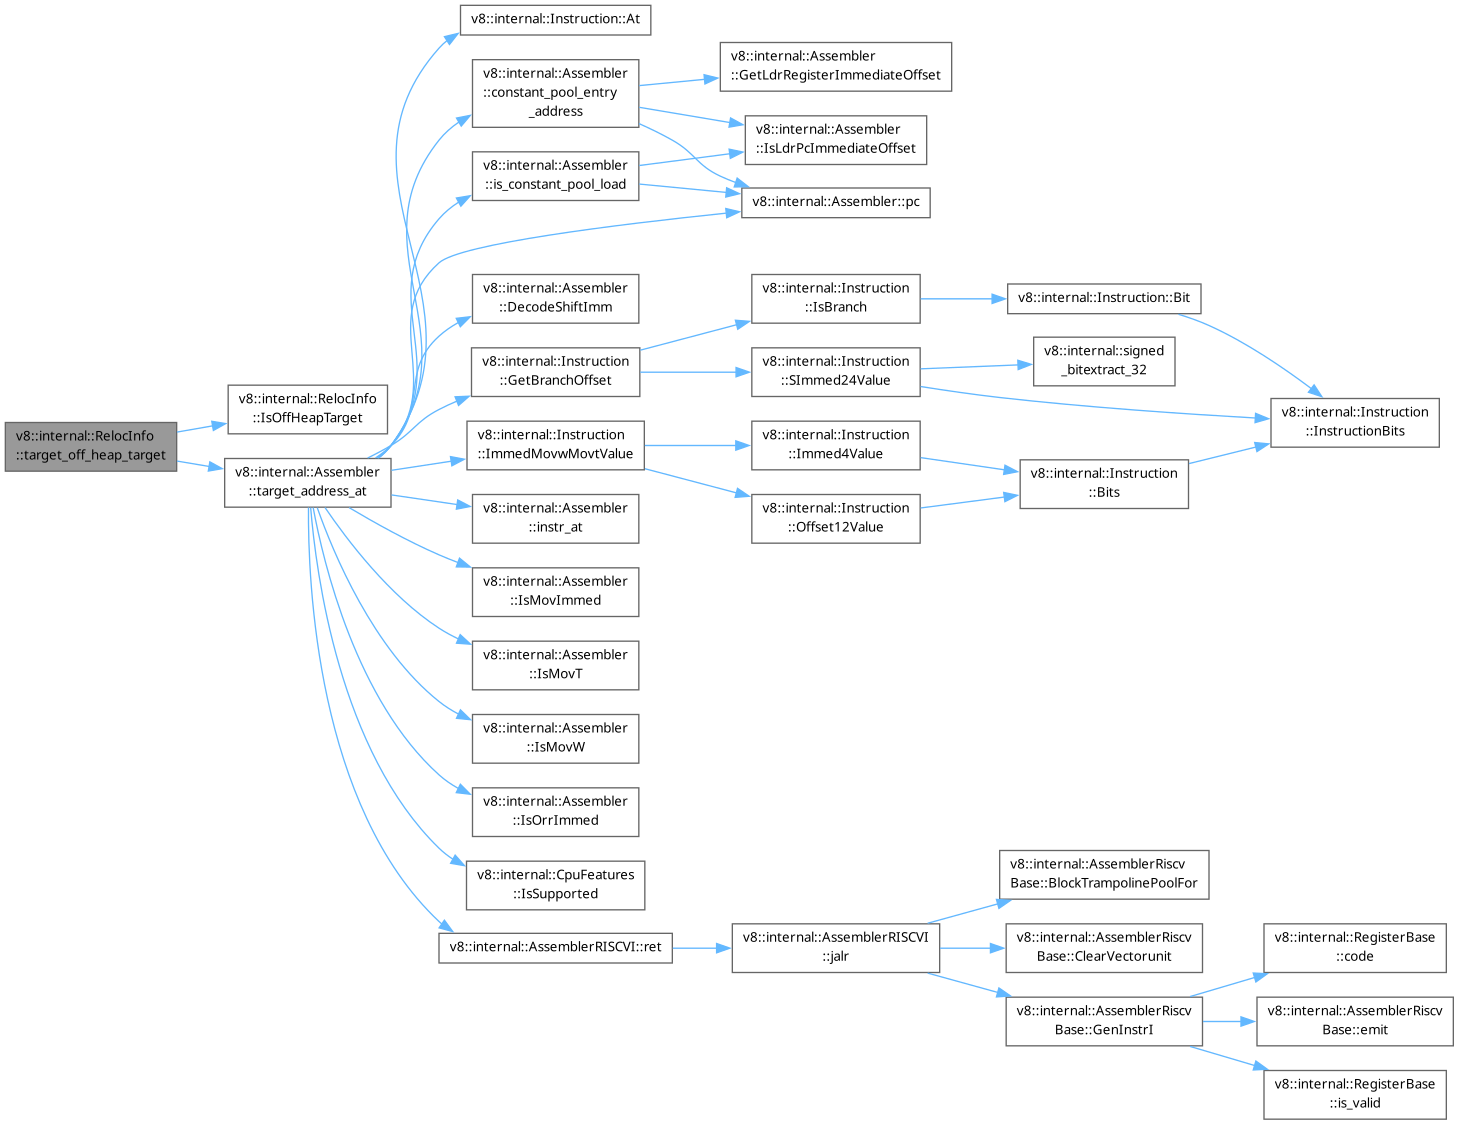 v8::internal::RelocInfo
::target_off_heap_target
v8::internal::RelocInfo
::IsOffHeapTarget
v8::internal::Assembler
::target_address_at
v8::internal::Instruction::At
v8::internal::Assembler
::constant_pool_entry
_address
v8::internal::Assembler
::GetLdrRegisterImmediateOffset
v8::internal::Assembler
::IsLdrPcImmediateOffset
v8::internal::Assembler::pc
v8::internal::Assembler
::is_constant_pool_load
v8::internal::Assembler
::DecodeShiftImm
v8::internal::Instruction
::GetBranchOffset
v8::internal::Instruction
::IsBranch
v8::internal::Instruction::Bit
v8::internal::Instruction
::SImmed24Value
v8::internal::signed
_bitextract_32
v8::internal::Instruction
::InstructionBits
v8::internal::Instruction
::ImmedMovwMovtValue
v8::internal::Instruction
::Immed4Value
v8::internal::Instruction
::Bits
v8::internal::Instruction
::Offset12Value
v8::internal::Assembler
::instr_at
v8::internal::Assembler
::IsMovImmed
v8::internal::Assembler
::IsMovT
v8::internal::Assembler
::IsMovW
v8::internal::Assembler
::IsOrrImmed
v8::internal::CpuFeatures
::IsSupported
v8::internal::AssemblerRISCVI::ret
v8::internal::AssemblerRISCVI
::jalr
v8::internal::AssemblerRiscv
Base::BlockTrampolinePoolFor
v8::internal::AssemblerRiscv
Base::ClearVectorunit
v8::internal::AssemblerRiscv
Base::GenInstrI
v8::internal::RegisterBase
::code
v8::internal::AssemblerRiscv
Base::emit
v8::internal::RegisterBase
::is_valid